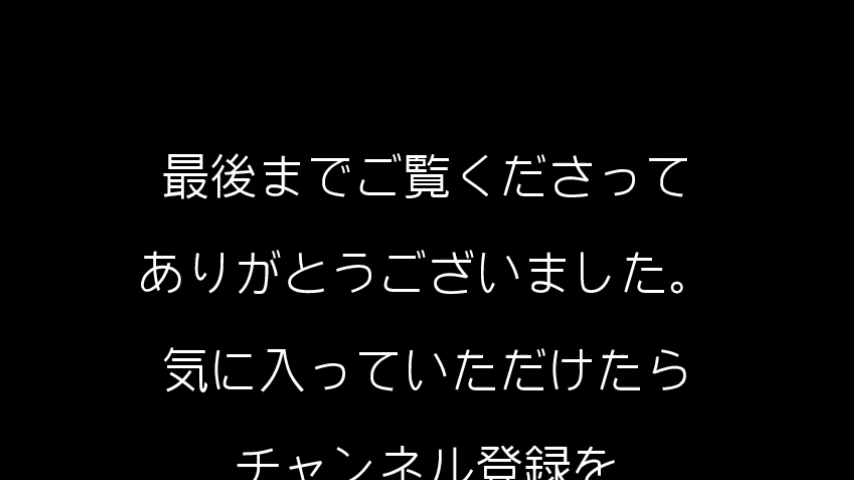 最後までご覧くださって
ありがとうございました。
気に入っていただけたら
チャンネル登録を